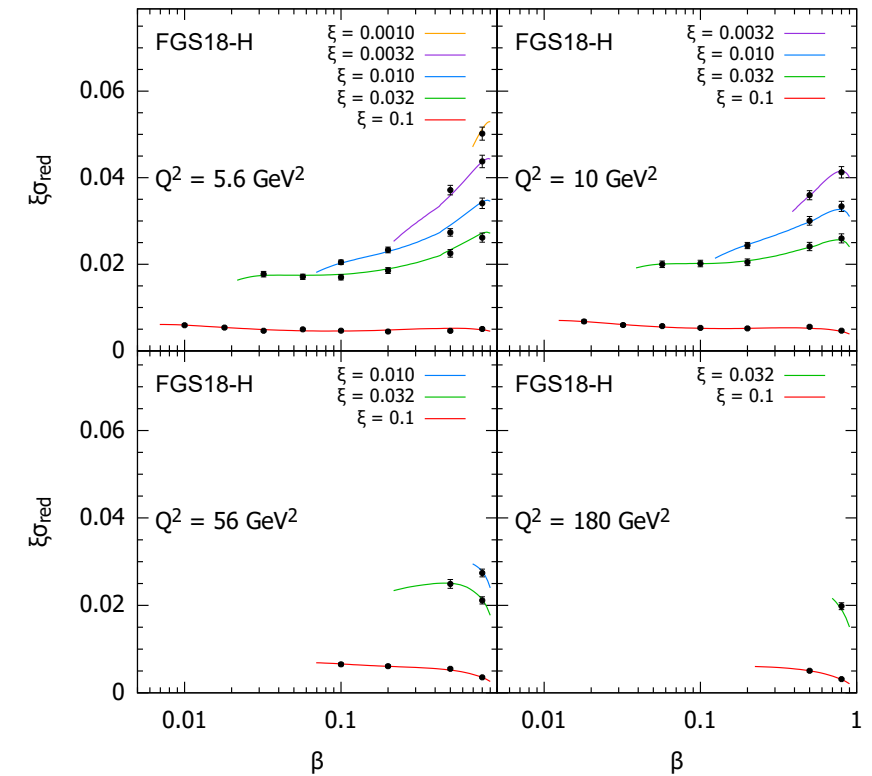 FGS18-H
ξ = 0.0010
ξ = 0.0032
ξ = 0.010
ξ = 0.032
ξ = 0.1
Q² = 5.6 GeV²
FGS18-H
ξ = 0.0032
ξ = 0.010
ξ = 0.032
ξ = 0.1
Q² = 10 GeV²
ξσred
0.06
0.04
0.02
0
FGS18-H
ξ = 0.010
ξ = 0.032
ξ = 0.1
Q² = 56 GeV²
FGS18-H
ξ = 0.032
ξ = 0.1
Q² = 180 GeV²
ξσred
0.06
0.04
0.02
0
0.01 0.1 0.01 0.1 1
β β